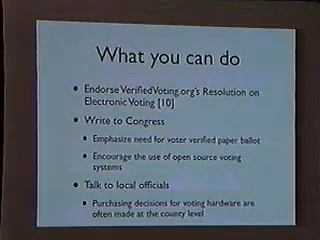 What you can do
• Endorse VerifiedVoting.org's Resolution on
Electronic Voting [10]
• Write to Congress
• Emphasize need for voter verified paper ballot
• Encourage the use of open source voting
systems
• Talk to local officials
• Purchasing decisions for voting hardware are
often made at the county level